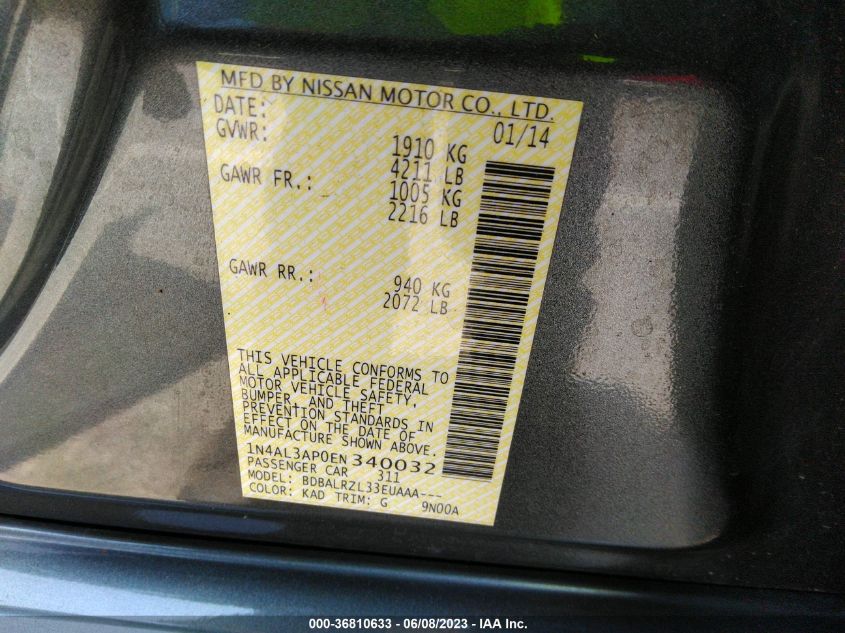 MFD BY NISSAN MOTOR CO., LTD.
DATE: 01/14
GVWR: 1910 KG
4211 LB
GAWR FR.: 1005 KG
2216 LB
GAWR RR.: 940 KG
2072 LB
THIS VEHICLE CONFORMS TO
ALL APPLICABLE FEDERAL
MOTOR VEHICLE SAFETY,
BUMPER, AND THEFT
PREVENTION STANDARDS IN
EFFECT ON THE DATE OF
MANUFACTURE SHOWN ABOVE.
1N4AL3AP0EN340032
PASSENGER CAR 311
MODEL: BDBALRZL33EUAAA---
COLOR: KAD TRIM: G 9N00A
000-36810633 - 06/08/2023 - IAA Inc.